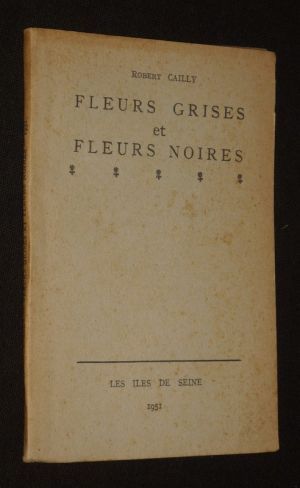 ROBERT CAILLY
FLEURS GRISES
et
FLEURS NOIRES
LES ILES DE SEINE
1951